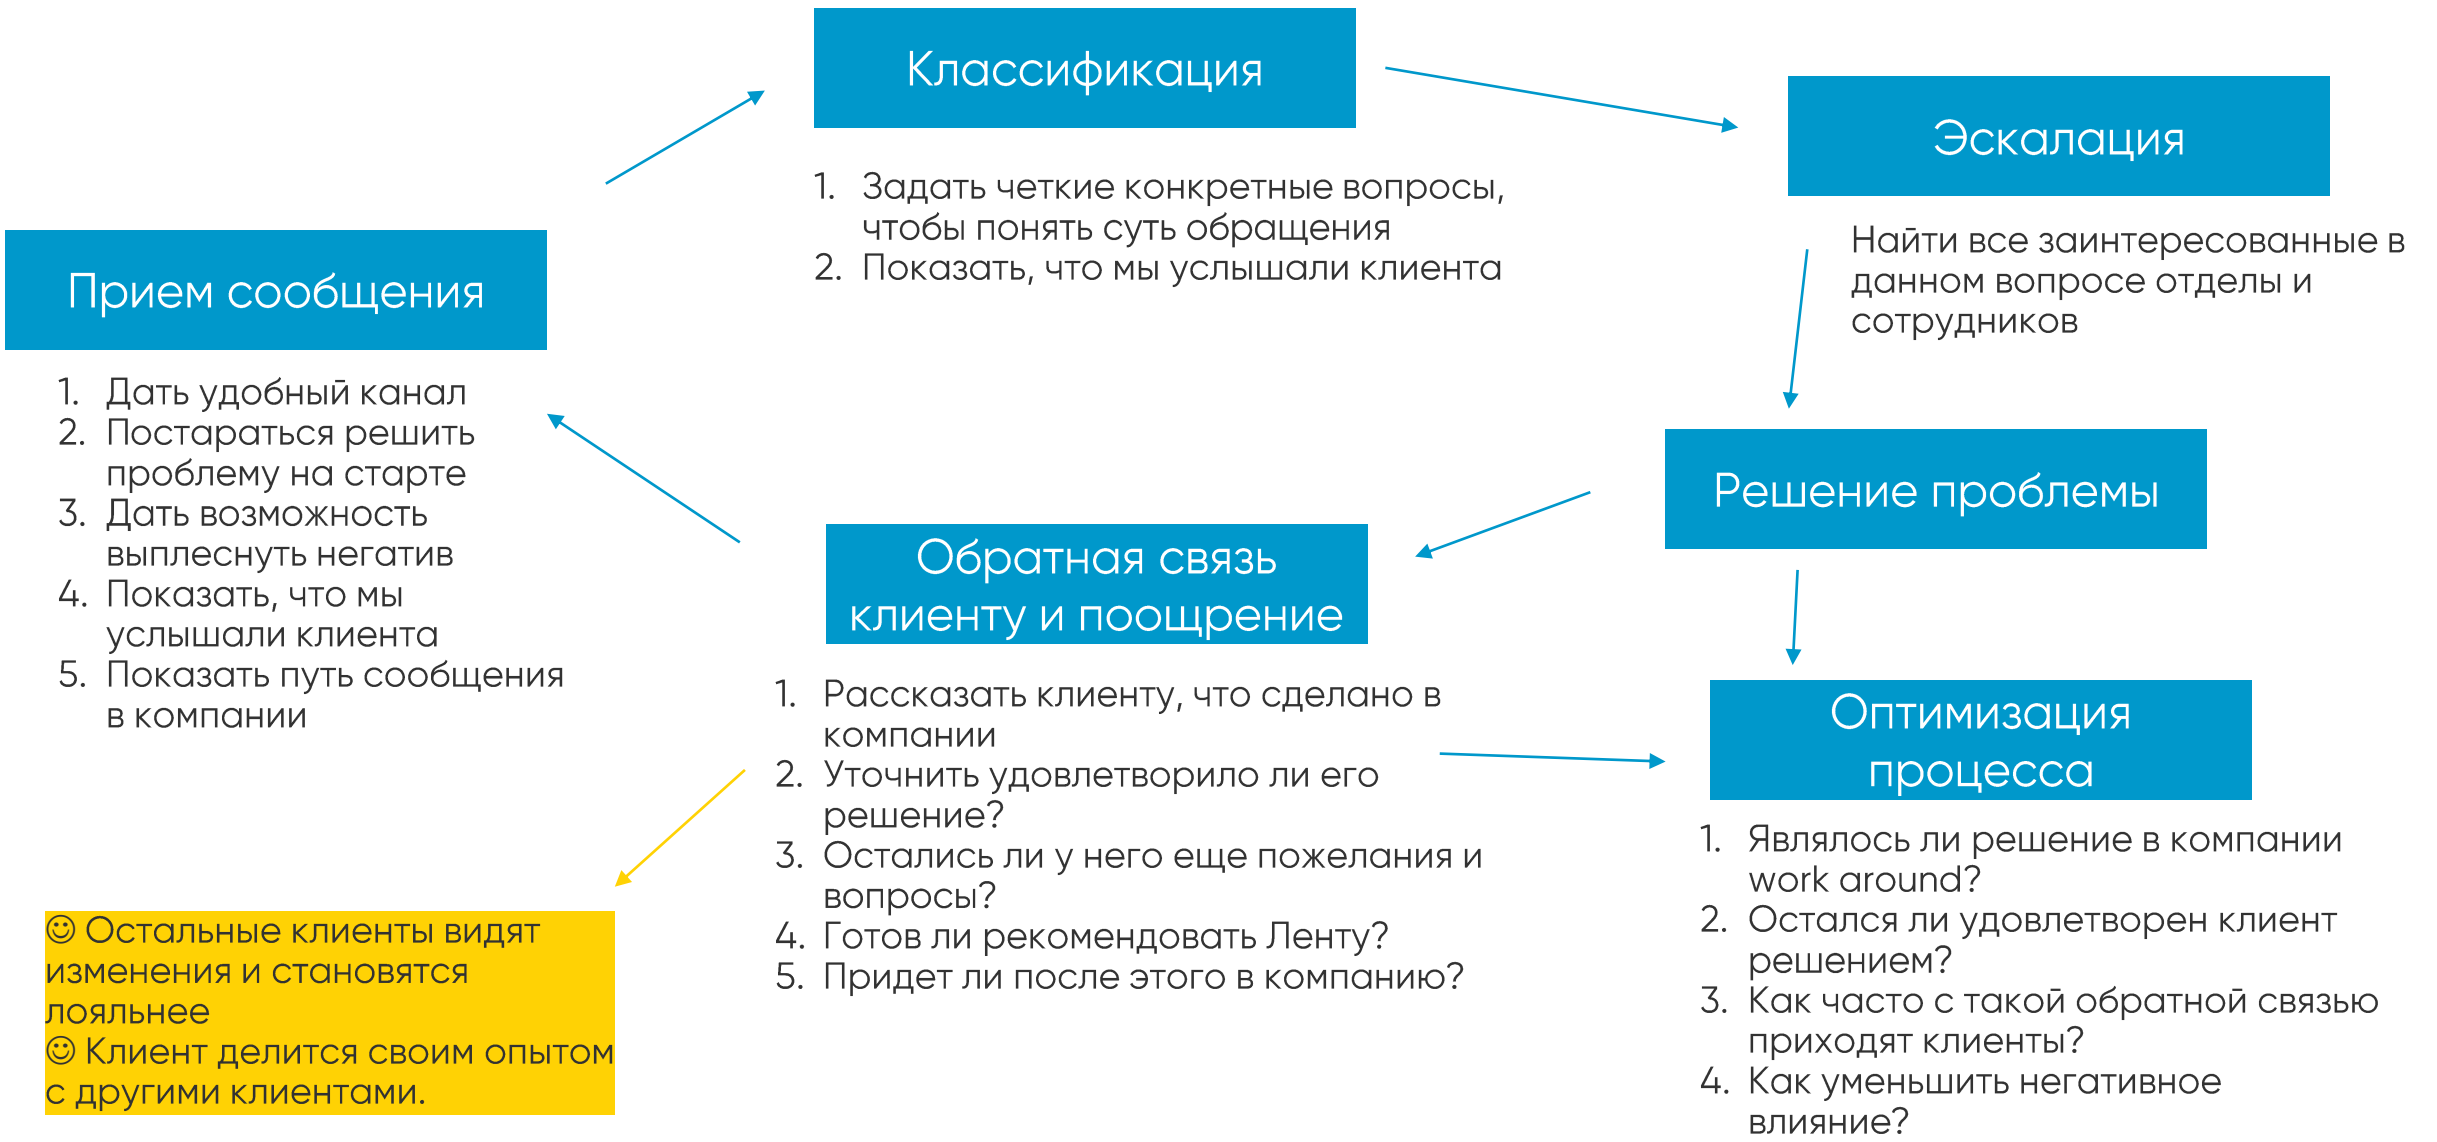 Классификация
1. Задать четкие конкретные вопросы,
чтобы понять суть обращения
2. Показать, что мы услышали клиента
Эскалация
Найти все заинтересованные в
данном вопросе отделы и
сотрудников
Прием сообщения
1. Дать удобный канал
2. Постараться решить
проблему на старте
3. Дать возможность
выплеснуть негатив
4. Показать, что мы
услышали клиента
5. Показать путь сообщения
в компании
Решение проблемы
Обратная связь
клиенту и поощрение
1. Рассказать клиенту, что сделано в
компании
2. Уточнить удовлетворило ли его
решение?
3. Остались ли у него еще пожелания и
вопросы?
4. Готов ли рекомендовать Ленту?
5. Придет ли после этого в компанию?
Оптимизация
процесса
1. Являлось ли решение в компании
work around?
2. Остался ли удовлетворен клиент
решением?
3. Как часто с такой обратной связью
приходят клиенты?
4. Как уменьшить негативное
влияние?
☺ Остальные клиенты видят
изменения и становятся
лояльнее
☺ Клиент делится своим опытом
с другими клиентами.